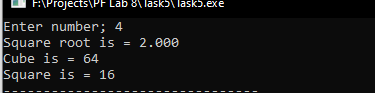 F:\Projects\PF Lab 8\Task5\Task5.exe
Enter number; 4
Square root is = 2.000
Cube is = 64
Square is = 16
--------------------------------